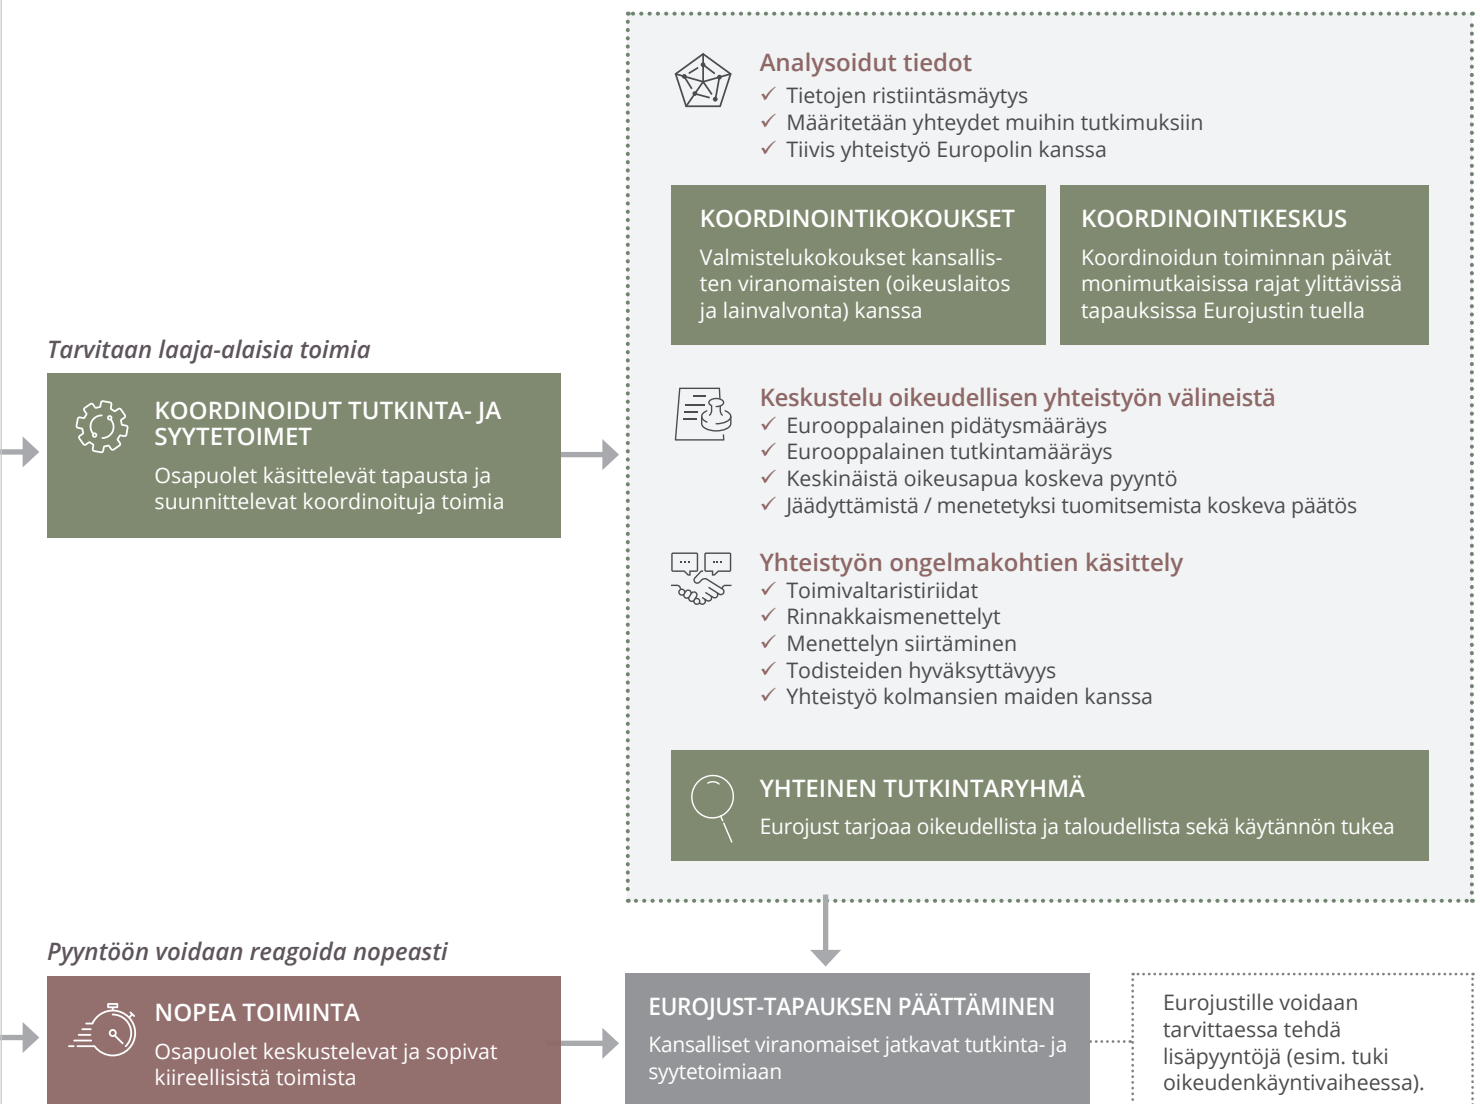 Tarvitaan laaja-alaisia toimia
KOORDINOIDUT TUTKINTA- JA
SYYTETOIMET
Osapuolet käsittelevät tapausta ja
suunnittelevat koordinoituja toimia
Analysoidut tiedot
✓ Tietojen ristiintäsmäytys
✓ Määritetään yhteydet muihin tutkimuksiin
✓ Tiivis yhteistyö Europolin kanssa
KOORDINOINTIKOKOUKSET
Valmistelukokoukset kansallis-
ten viranomaisten (oikeuslaitos
ja lainvalvonta) kanssa
KOORDINOINTIKESKUS
Koordinoidun toiminnan päivät
monimutkaisissa rajat ylittävissä
tapauksissa Eurojustin tuella
Keskustelu oikeudellisen yhteistyön välineistä
✓ Eurooppalainen pidätysmääräys
✓ Eurooppalainen tutkintamääräys
✓ Keskinäistä oikeusapua koskeva pyyntö
✓ Jäädyttämistä / menetetyksi tuomitsemista koskeva päätös
Yhteistyön ongelmakohtien käsittely
✓ Toimivaltaristiriidat
✓ Rinnakkaismenettelyt
✓ Menettelyn siirtäminen
✓ Todisteiden hyväksyttävyys
✓ Yhteistyö kolmansien maiden kanssa
YHTEINEN TUTKINTARYHMÄ
Eurojust tarjoaa oikeudellista ja taloudellista sekä käytännön tukea
Pyyntöön voidaan reagoida nopeasti
NOPEA TOIMINTA
Osapuolet keskustelevat ja sopivat
kiireellisistä toimista
EUROJUST-TAPAUKSEN PÄÄTTÄMINEN
Kansalliset viranomaiset jatkavat tutkinta- ja
syytetoimiaan
Eurojustille voidaan
tarvittaessa tehdä
lisäpyyntöjä (esim. tuki
oikeudenkäyntivaiheessa).